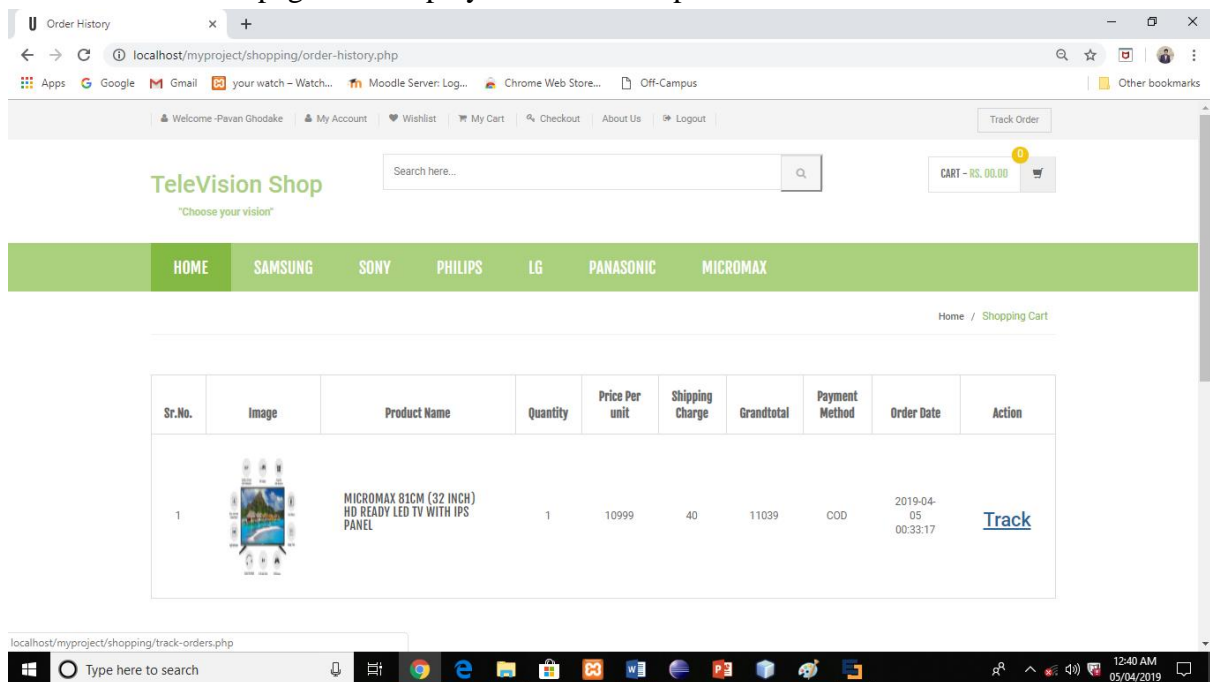 Order History
localhost/myproject/shopping/order-history.php
Apps Google Gmail your watch – Watch... Moodle Server: Log... Chrome Web Store... Off-Campus Other bookmarks
Welcome -Pavan Ghodake My Account Wishlist My Cart Checkout About Us Logout Track Order
TeleVision Shop
"Choose your vision"
Search here...
0
CART - RS. 00.00
HOME SAMSUNG SONY PHILIPS LG PANASONIC MICROMAX
Home / Shopping Cart
Sr.No. Image Product Name Quantity Price Per unit Shipping Charge Grandtotal Payment Method Order Date Action
1 MICROMAX 81CM (32 INCH) HD READY LED TV WITH IPS PANEL 1 10999 40 11039 COD 2019-04-05 00:33:17 Track
localhost/myproject/shopping/track-orders.php
Type here to search
12:40 AM
05/04/2019